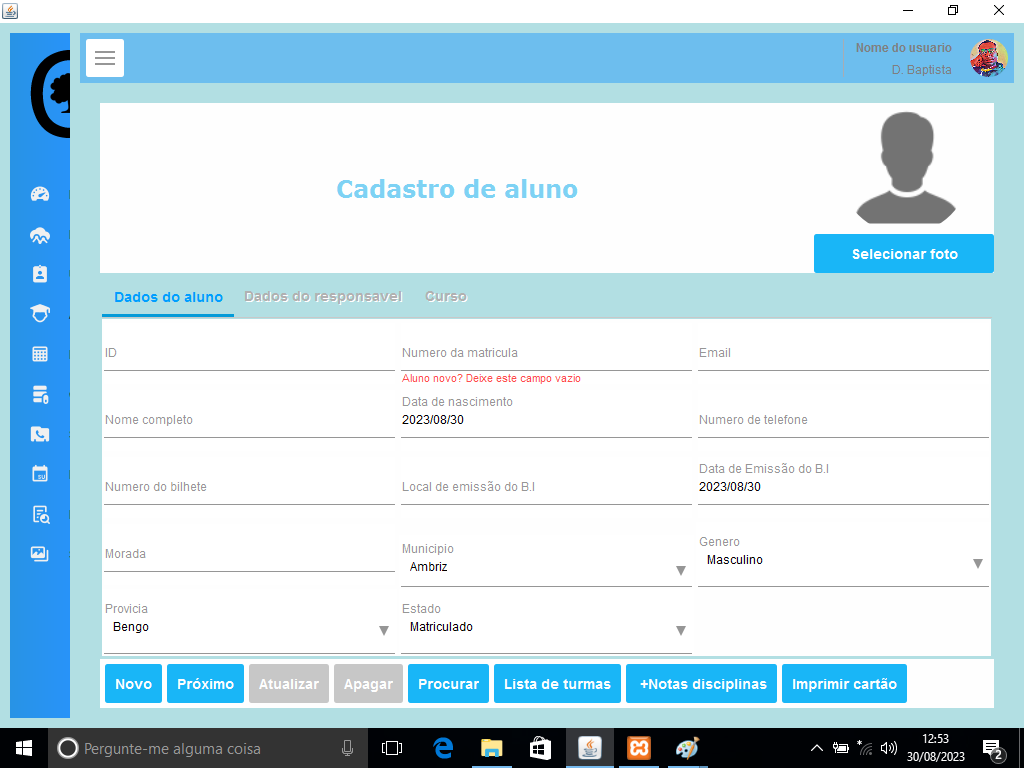 Nome do usuario
D. Baptista
Cadastro de aluno
Selecionar foto
Dados do aluno Dados do responsavel Curso
ID Numero da matricula Email
Aluno novo? Deixe este campo vazio
Data de nascimento
Nome completo 2023/08/30 Numero de telefone
Data de Emissão do B.I
Numero do bilhete Local de emissão do B.I 2023/08/30
Genero
Morada Municipio Masculino
Ambriz
Provicia Estado
Bengo Matriculado
Novo Próximo Atualizar Apagar Procurar Lista de turmas +Notas disciplinas Imprimir cartão
Pergunte-me alguma coisa
12:53
30/08/2023
2